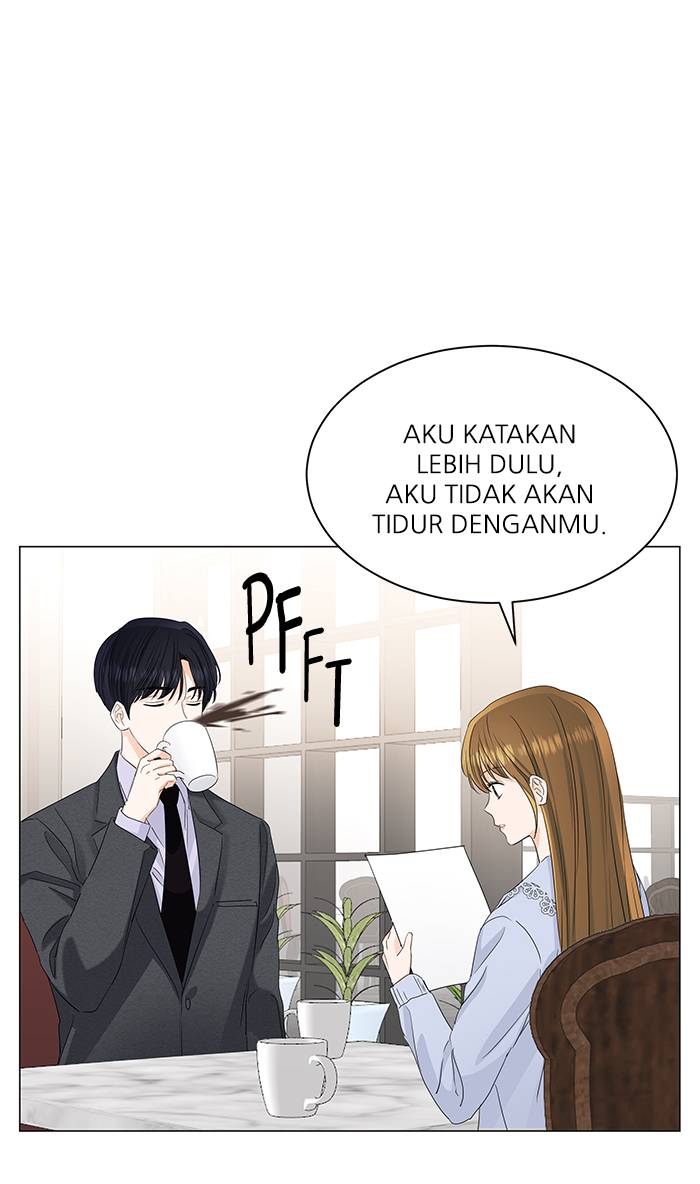 AKU KATAKAN
LEBIH DULU,
AKU TIDAK AKAN
TIDUR DENGANMU.
PFFT